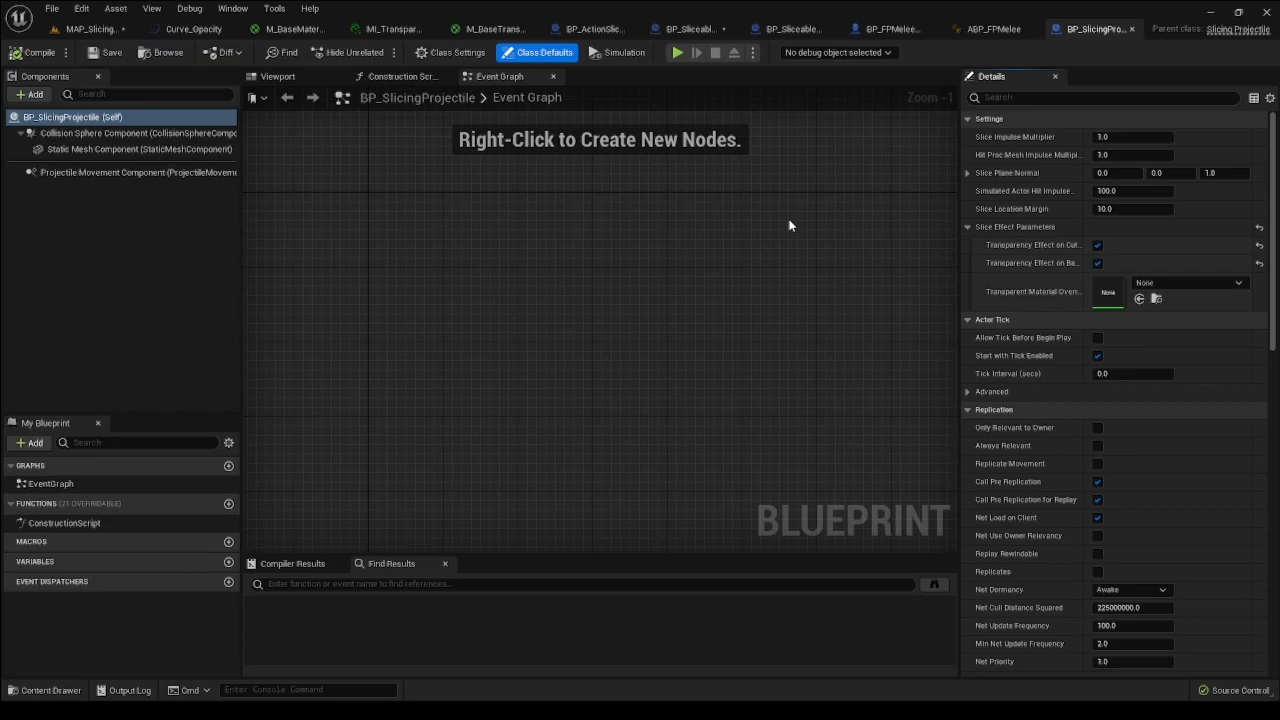 File Edit Asset View Debug Window Tools Help
MAP_Slicing... Curve_Opacity M_BaseMater... MI_Transpar... M_BaseTrans... BP_ActionSlic... BP_Sliceabl... BP_Sliceable... BP_FPMelee... ABP_FPMelee BP_SlicingPro... Parent class: Slicing Projectile
Compile Save Browse Diff Find Hide Unrelated Class Settings Class Defaults Simulation No debug object selected
Components Viewport Construction Scr... Event Graph Details
Add Search BP_SlicingProjectile > Event Graph Zoom -1 Search
BP_SlicingProjectile (Self)
Collision Sphere Component (CollisionSphereCompo
Static Mesh Component (StaticMeshComponent)
Projectile Movement Component (ProjectileMoveme
Right-Click to Create New Nodes.
BLUEPRINT
My Blueprint
Add Search
GRAPHS
EventGraph
FUNCTIONS (21 OVERRIDABLE)
ConstructionScript
MACROS
VARIABLES
EVENT DISPATCHERS
Compiler Results Find Results
Enter function or event name to find references...
Settings
Slice Impulse Multiplier 1.0
Hit Proc Mesh Impulse Multipl... 1.0
Slice Plane Normal 0.0 0.0 1.0
Simulated Actor Hit Impulse... 100.0
Slice Location Margin 10.0
Slice Effect Parameters
Transparency Effect on Cut...
Transparency Effect on Ba...
Transparent Material Overr... None None
Actor Tick
Allow Tick Before Begin Play
Start with Tick Enabled
Tick Interval (secs) 0.0
Advanced
Replication
Only Relevant to Owner
Always Relevant
Replicate Movement
Call Pre Replication
Call Pre Replication for Replay
Net Load on Client
Net Use Owner Relevancy
Replay Rewindable
Replicates
Net Dormancy Awake
Net Cull Distance Squared 225000000.0
Net Update Frequency 100.0
Min Net Update Frequency 2.0
Net Priority 1.0
Content Drawer Output Log Cmd Enter Console Command Source Control